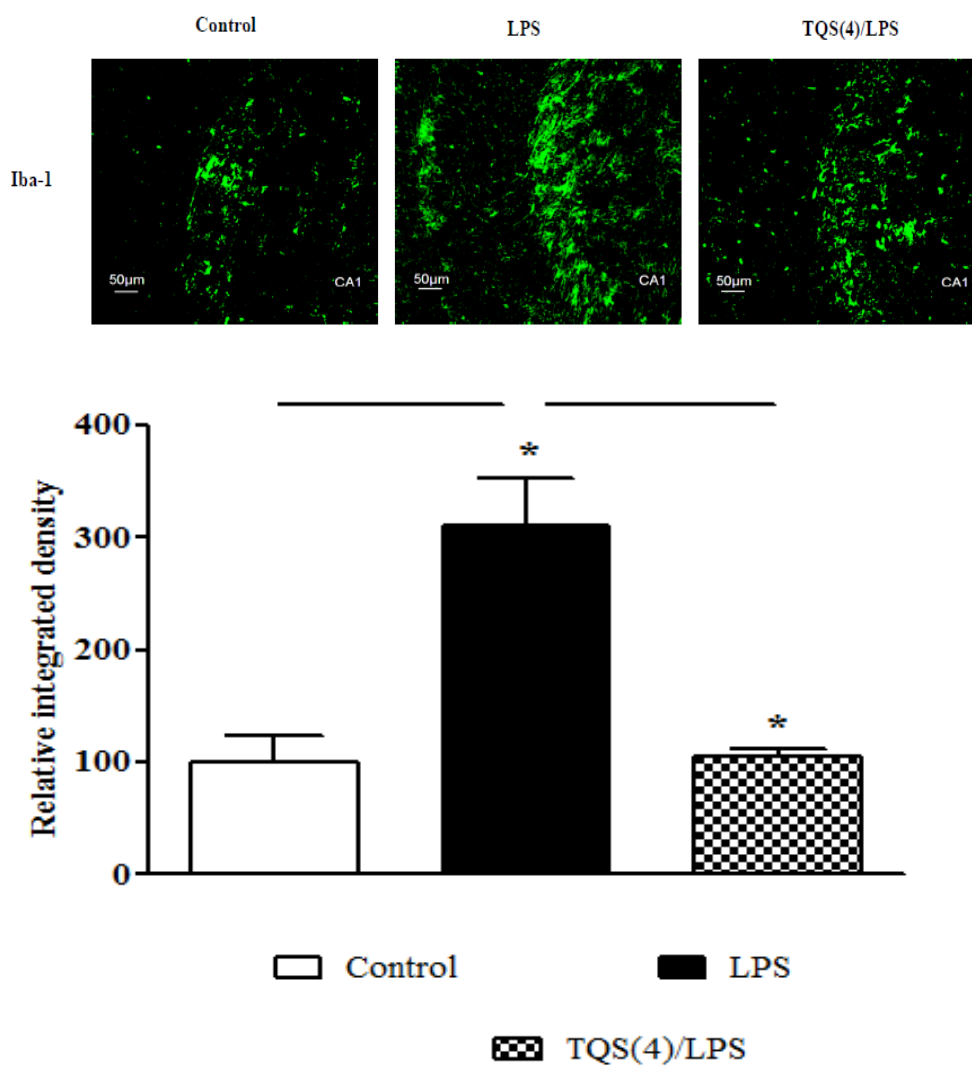 Control LPS TQS(4)/LPS
Iba-1
50µm CA1 50µm CA1 50µm CA1
Relative integrated density
400
300
200
100
0
*
*
Control LPS
TQS(4)/LPS